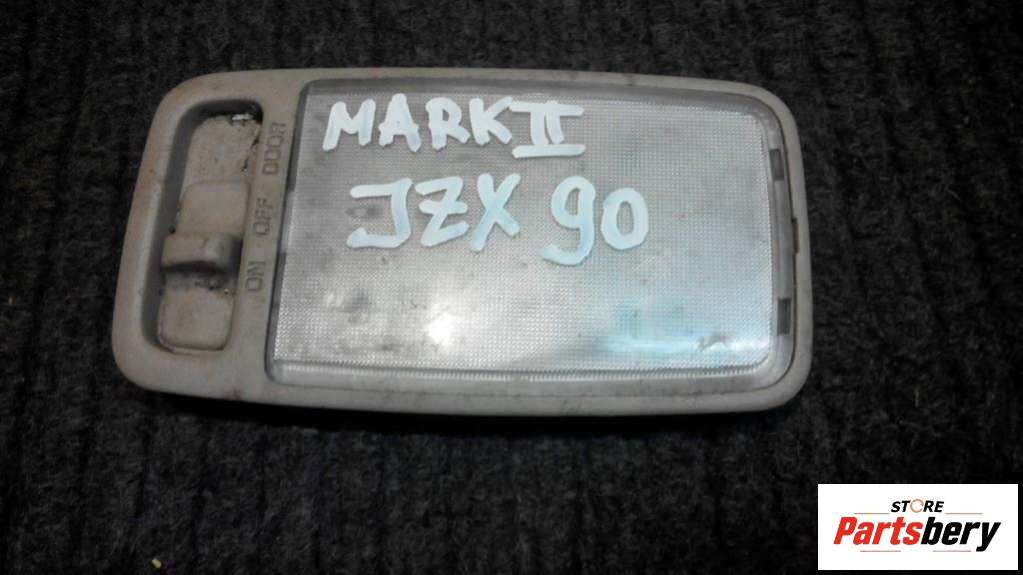 MARK II
JZX 90
DOOR
OFF
ON
STORE
Partsbery